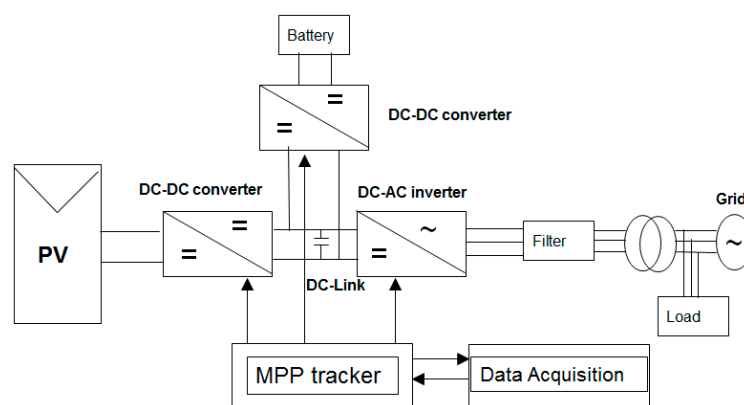 Battery
=
=
DC-DC converter
DC-DC converter
DC-AC inverter
Grid
PV
=
=
~
=
Filter
~
DC-Link
Load
MPP tracker
Data Acquisition